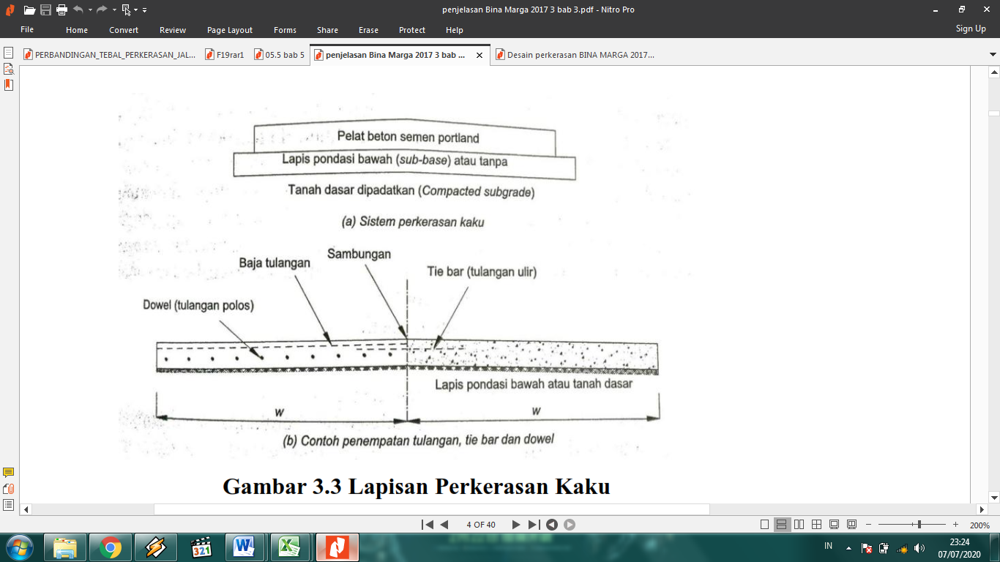 penjelasan Bina Marga 2017 3 bab 3.pdf - Nitro Pro
File Home Convert Review Page Layout Forms Share Erase Protect Help Sign Up
PERBANDINGAN_TEBAL_PERKERASAN_JAL... F19rar1 05.5 bab 5 penjelasan Bina Marga 2017 3 bab ... Desain perkerasan BINA MARGA 2017...
Pelat beton semen portland
Lapis pondasi bawah (sub-base) atau tanpa
Tanah dasar dipadatkan (Compacted subgrade)
(a) Sistem perkerasan kaku
Sambungan
Baja tulangan
Tie bar (tulangan ulir)
Dowel (tulangan polos)
Lapis pondasi bawah atau tanah dasar
W W
(b) Contoh penempatan tulangan, tie bar dan dowel
Gambar 3.3 Lapisan Perkerasan Kaku
4 OF 40
200%
321
IN
23:24
07/07/2020